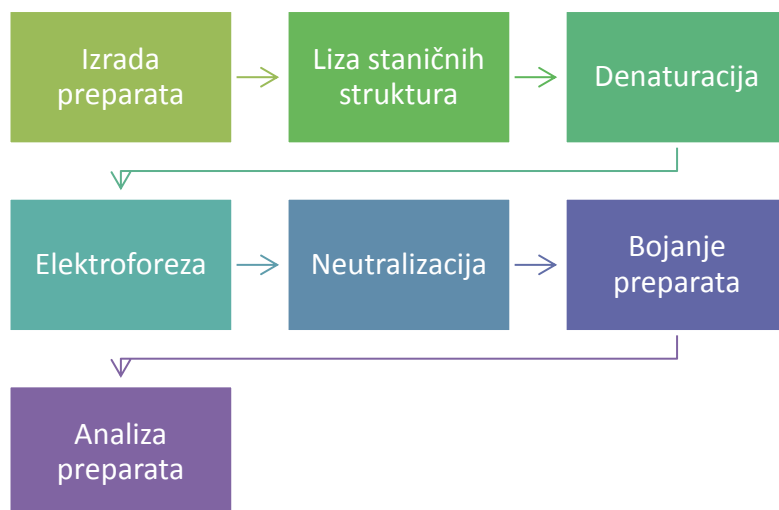 Izrada
preparata
Liza staničnih
struktura
Denaturacija
Elektroforeza
Neutralizacija
Bojanje
preparata
Analiza
preparata